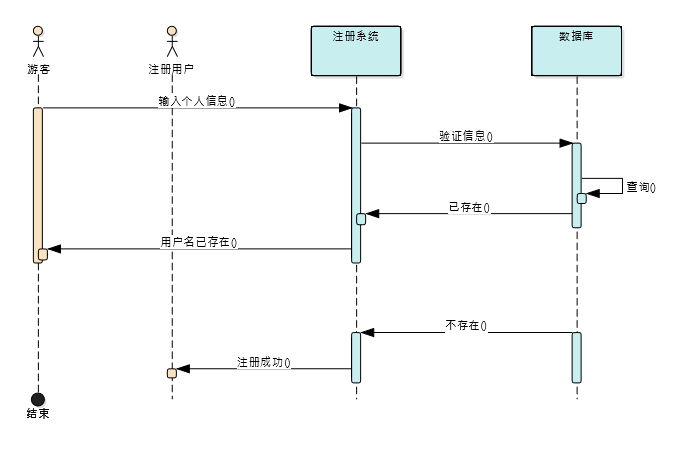 游客
注册用户
注册系统
数据库
输入个人信息()
验证信息()
查询()
已存在()
用户名已存在()
不存在()
注册成功()
结束